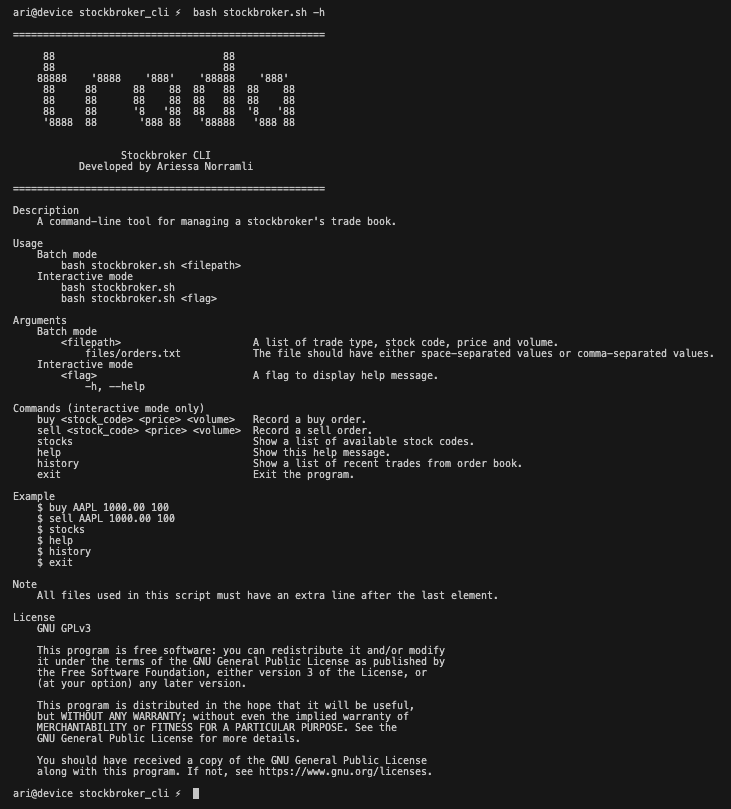 ari@device stockbroker_cli ⚡ bash stockbroker.sh -h
====================================================
     88                            88
     88                            88
    88888    '8888    '888'    '88888    '888'
     88     88      88    88  88   88  88    88
     88     88      88    88  88   88  88    88
     88     88      '8   '88  88   88  '8   '88
     '8888  88       '888 88   '88888   '888 88
Stockbroker CLI
Developed by Ariessa Norramli
====================================================
Description
    A command-line tool for managing a stockbroker's trade book.
Usage
    Batch mode
        bash stockbroker.sh <filepath>
    Interactive mode
        bash stockbroker.sh
        bash stockbroker.sh <flag>
Arguments
    Batch mode
        <filepath>                      A list of trade type, stock code, price and volume.
            files/orders.txt            The file should have either space-separated values or comma-separated values.
    Interactive mode
        <flag>                          A flag to display help message.
            -h, --help
Commands (interactive mode only)
    buy <stock_code> <price> <volume>   Record a buy order.
    sell <stock_code> <price> <volume>  Record a sell order.
    stocks                              Show a list of available stock codes.
    help                                Show this help message.
    history                             Show a list of recent trades from order book.
    exit                                Exit the program.
Example
    $ buy AAPL 1000.00 100
    $ sell AAPL 1000.00 100
    $ stocks
    $ help
    $ history
    $ exit
Note
    All files used in this script must have an extra line after the last element.
License
    GNU GPLv3
    This program is free software: you can redistribute it and/or modify
    it under the terms of the GNU General Public License as published by
    the Free Software Foundation, either version 3 of the License, or
    (at your option) any later version.
    This program is distributed in the hope that it will be useful,
    but WITHOUT ANY WARRANTY; without even the implied warranty of
    MERCHANTABILITY or FITNESS FOR A PARTICULAR PURPOSE. See the
    GNU General Public License for more details.
    You should have received a copy of the GNU General Public License
    along with this program. If not, see https://www.gnu.org/licenses.
ari@device stockbroker_cli ⚡